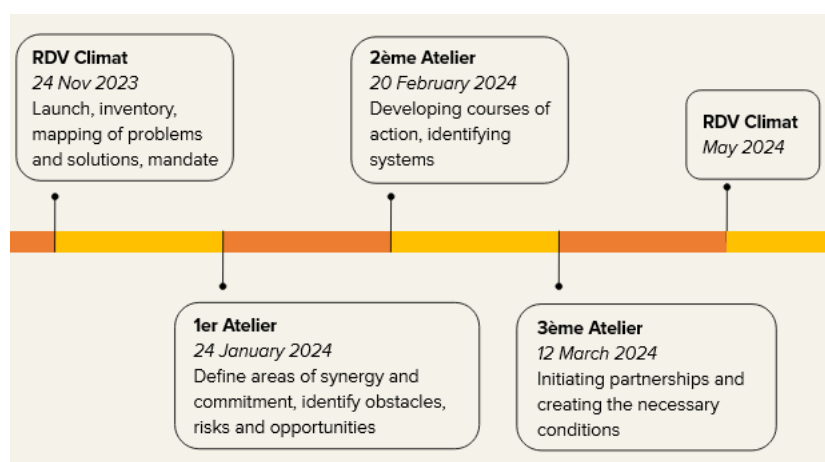 RDV Climat
24 Nov 2023
Launch, inventory,
mapping of problems
and solutions, mandate
1er Atelier
24 January 2024
Define areas of synergy and
commitment, identify obstacles,
risks and opportunities
2ème Atelier
20 February 2024
Developing courses of
action, identifying
systems
3ème Atelier
12 March 2024
Initiating partnerships and
creating the necessary
conditions
RDV Climat
May 2024